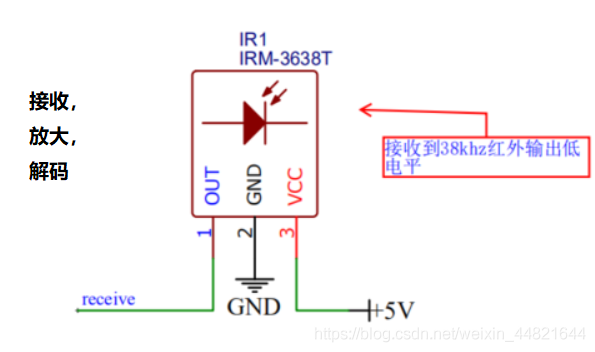 IR1
IRM-3638T
接收，
放大，
解码
接收到38khz红外输出低
电平
OUT
GND
VCC
1
2
3
receive
GND
+5V
https://blog.csdn.net/weixin_44821644